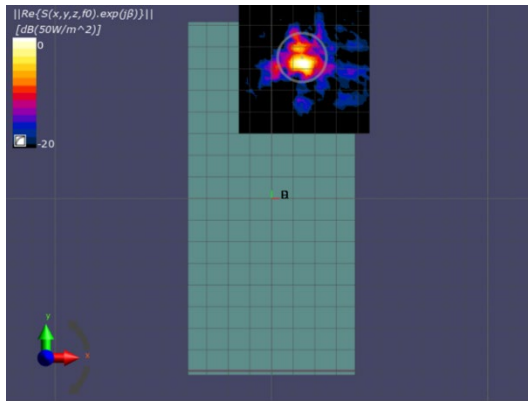 ||Re{S(x,y,z,f0).exp(jβ)}||
[dB(50W/m^2)]
0
-20
y
x